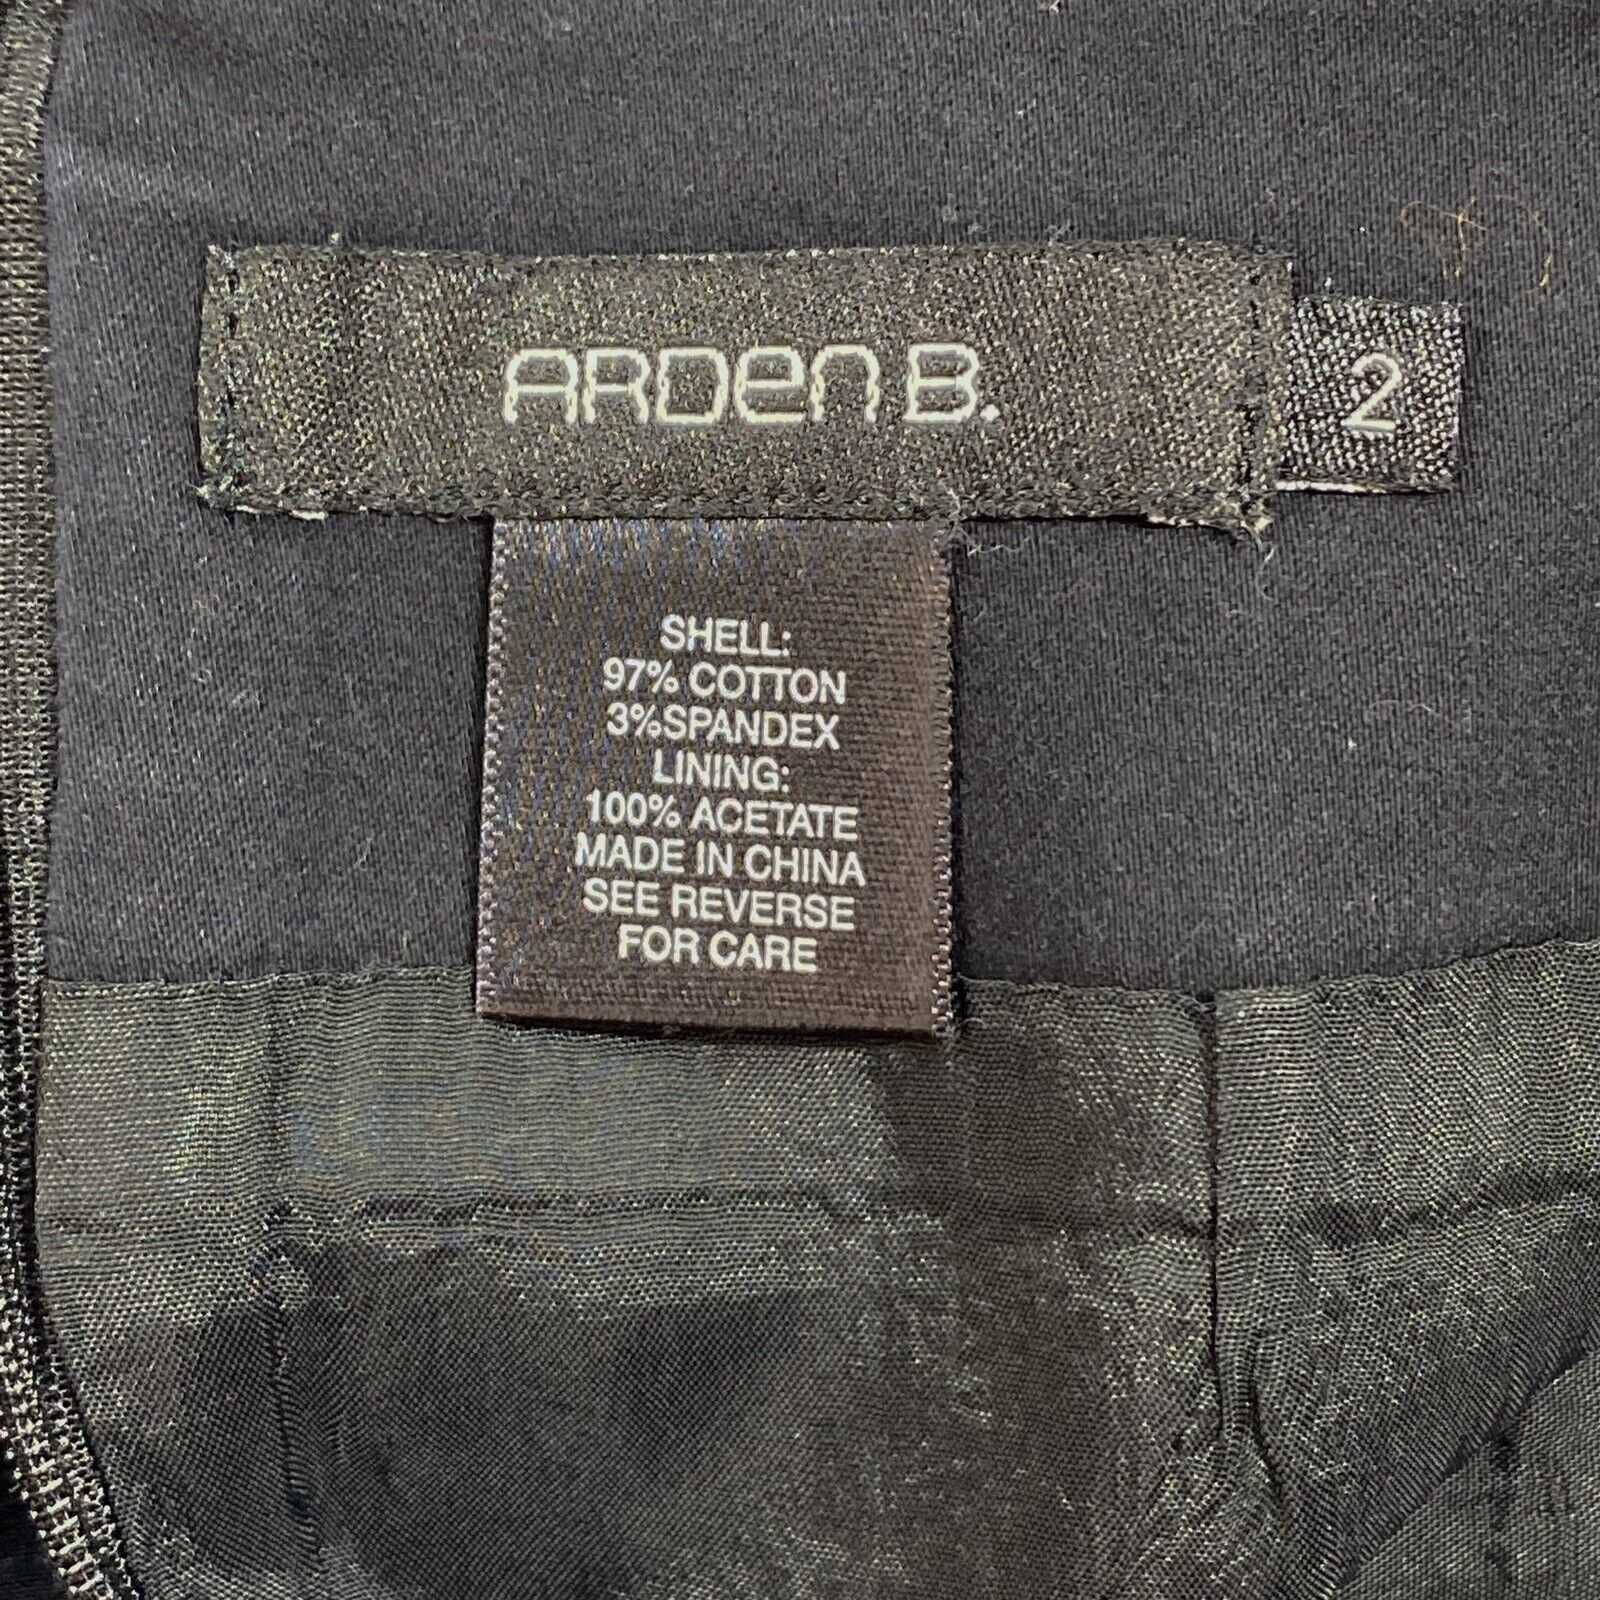 ARDEN B.
2
SHELL:
97% COTTON
3%SPANDEX
LINING:
100% ACETATE
MADE IN CHINA
SEE REVERSE
FOR CARE